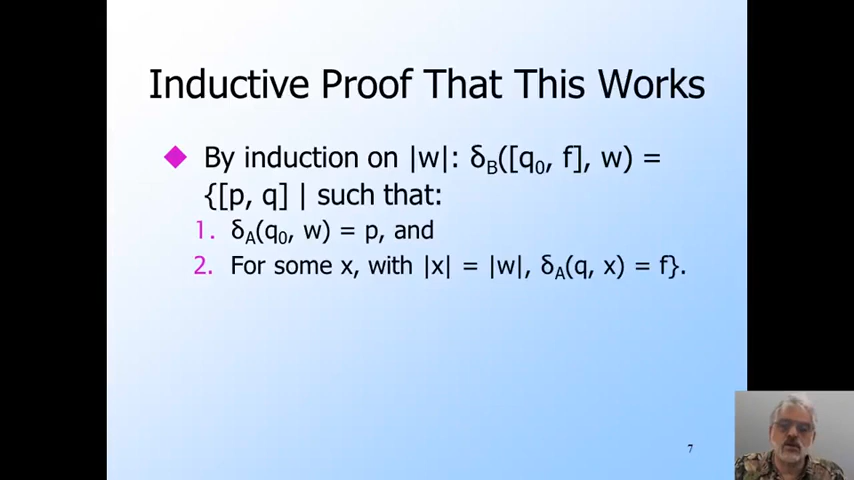 Inductive Proof That This Works
By induction on |w|: δB([q0, f], w) =
{[p, q] | such that:
1. δA(q0, w) = p, and
2. For some x, with |x| = |w|, δA(q, x) = f}.
7